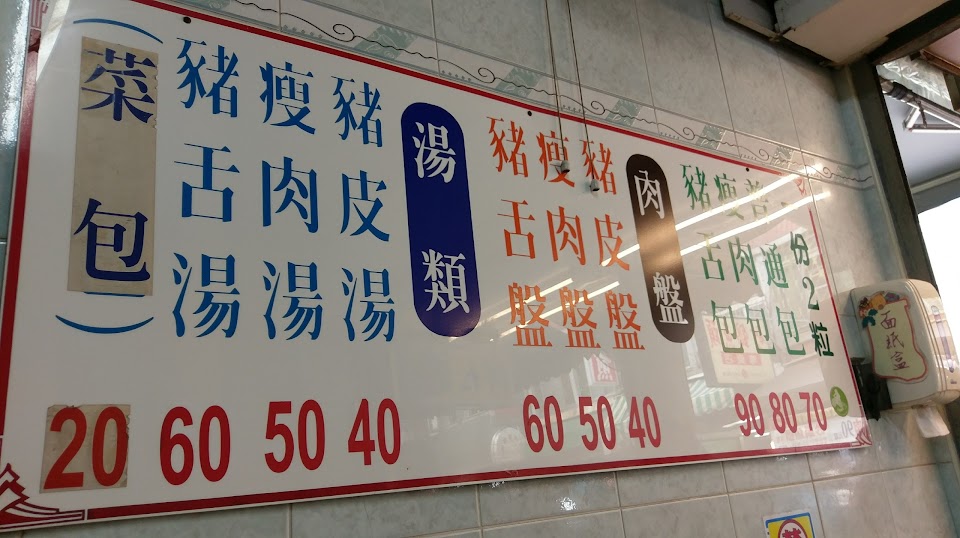 一份2粒
普通包 70
瘦肉包 80
豬舌包 90
肉盤
豬皮盤 40
瘦肉盤 50
豬舌盤 60
湯類
豬皮湯 40
瘦肉湯 50
豬舌湯 60
(菜包) 20
面紙盒